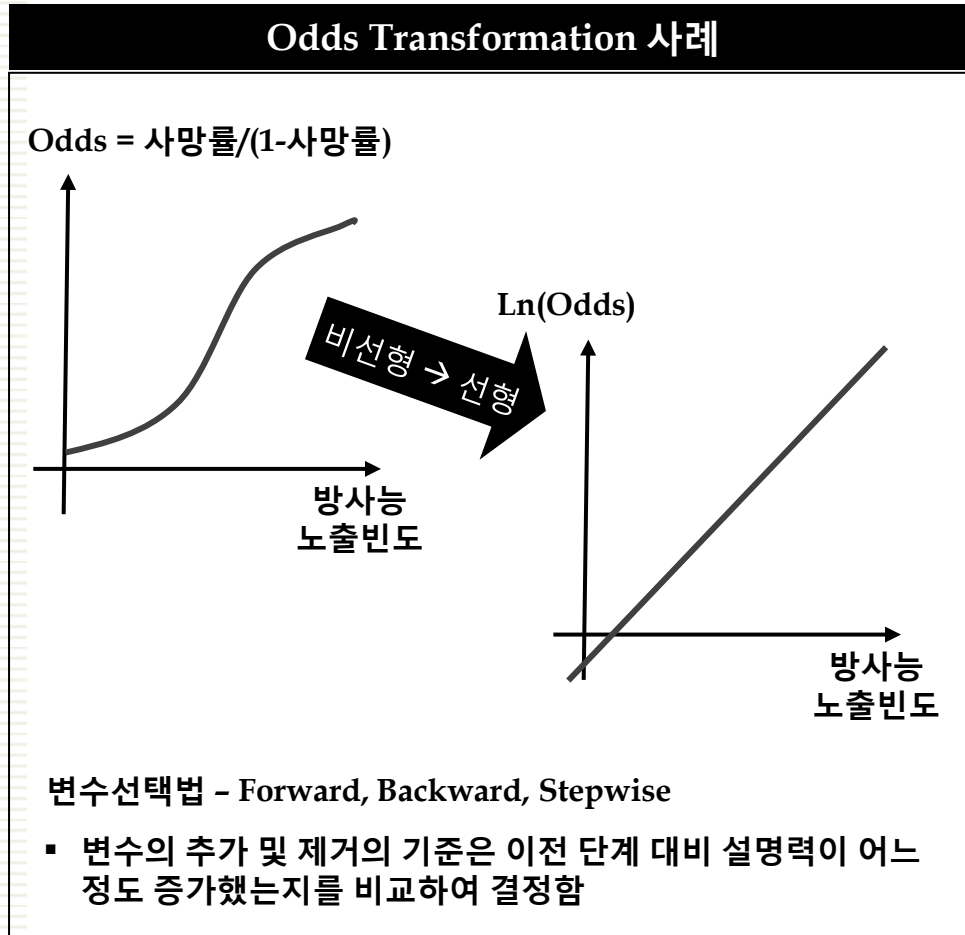 Odds Transformation 사례
Odds = 사망률/(1-사망률)
비선형 → 선형
방사능
노출빈도
Ln(Odds)
방사능
노출빈도
변수선택법 – Forward, Backward, Stepwise
▪ 변수의 추가 및 제거의 기준은 이전 단계 대비 설명력이 어느
정도 증가했는지를 비교하여 결정함